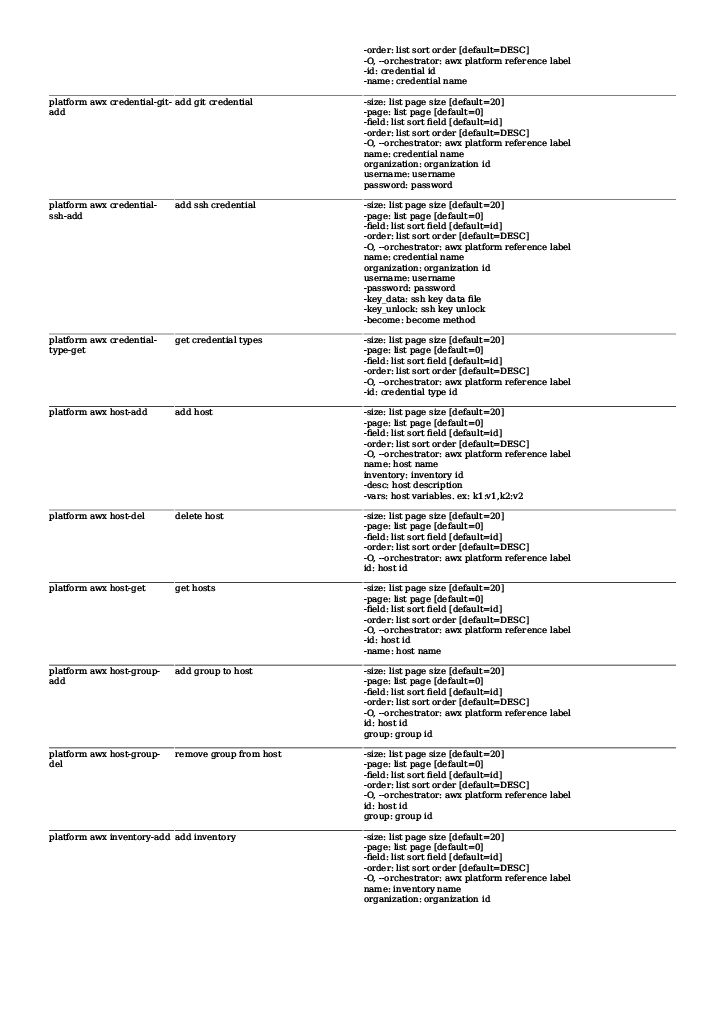 -order: list sort order [default=DESC]
-O, --orchestrator: awx platform reference label
-id: credential id
-name: credential name
platform awx credential-git- add git credential -size: list page size [default=20]
add -page: list page [default=0]
-field: list sort field [default=id]
-order: list sort order [default=DESC]
-O, --orchestrator: awx platform reference label
name: credential name
organization: organization id
username: username
password: password
platform awx credential- add ssh credential -size: list page size [default=20]
ssh-add -page: list page [default=0]
-field: list sort field [default=id]
-order: list sort order [default=DESC]
-O, --orchestrator: awx platform reference label
name: credential name
organization: organization id
username: username
-password: password
-key_data: ssh key data file
-key_unlock: ssh key unlock
-become: become method
platform awx credential- get credential types -size: list page size [default=20]
type-get -page: list page [default=0]
-field: list sort field [default=id]
-order: list sort order [default=DESC]
-O, --orchestrator: awx platform reference label
-id: credential type id
platform awx host-add add host -size: list page size [default=20]
-page: list page [default=0]
-field: list sort field [default=id]
-order: list sort order [default=DESC]
-O, --orchestrator: awx platform reference label
name: host name
inventory: inventory id
-desc: host description
-vars: host variables. ex: k1:v1,k2:v2
platform awx host-del delete host -size: list page size [default=20]
-page: list page [default=0]
-field: list sort field [default=id]
-order: list sort order [default=DESC]
-O, --orchestrator: awx platform reference label
id: host id
platform awx host-get get hosts -size: list page size [default=20]
-page: list page [default=0]
-field: list sort field [default=id]
-order: list sort order [default=DESC]
-O, --orchestrator: awx platform reference label
-id: host id
-name: host name
platform awx host-group- add group to host -size: list page size [default=20]
add -page: list page [default=0]
-field: list sort field [default=id]
-order: list sort order [default=DESC]
-O, --orchestrator: awx platform reference label
id: host id
group: group id
platform awx host-group- remove group from host -size: list page size [default=20]
del -page: list page [default=0]
-field: list sort field [default=id]
-order: list sort order [default=DESC]
-O, --orchestrator: awx platform reference label
id: host id
group: group id
platform awx inventory-add add inventory -size: list page size [default=20]
-page: list page [default=0]
-field: list sort field [default=id]
-order: list sort order [default=DESC]
-O, --orchestrator: awx platform reference label
name: inventory name
organization: organization id